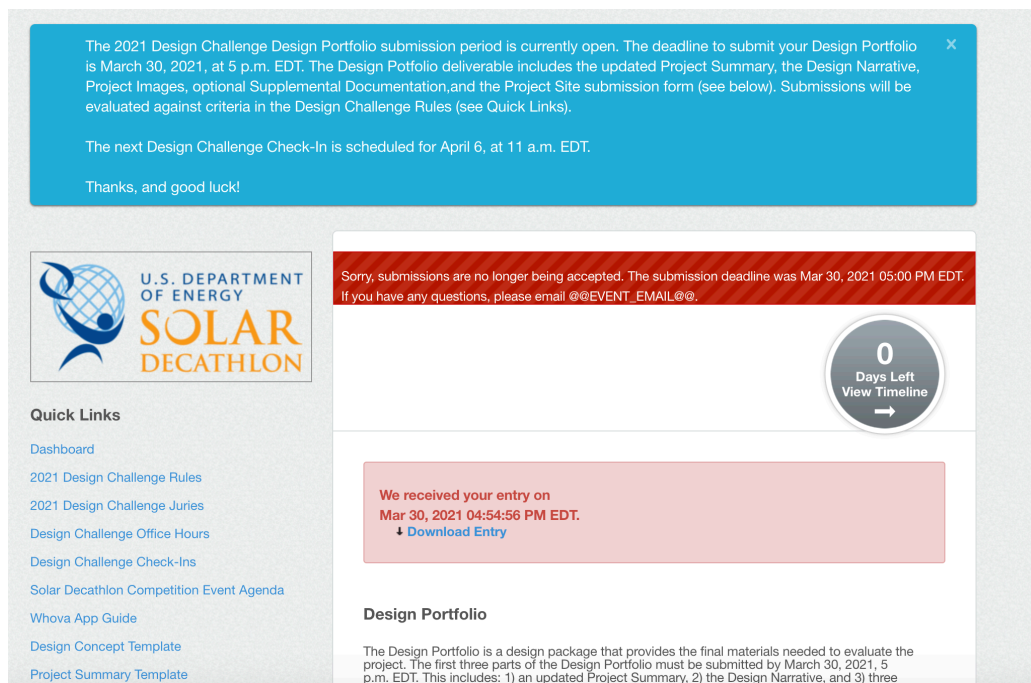 The 2021 Design Challenge Design Portfolio submission period is currently open. The deadline to submit your Design Portfolio
is March 30, 2021, at 5 p.m. EDT. The Design Potfolio deliverable includes the updated Project Summary, the Design Narrative,
Project Images, optional Supplemental Documentation,and the Project Site submission form (see below). Submissions will be
evaluated against criteria in the Design Challenge Rules (see Quick Links).
The next Design Challenge Check-In is scheduled for April 6, at 11 a.m. EDT.
Thanks, and good luck!
×
U.S. DEPARTMENT
OF ENERGY
SOLAR
DECATHLON
Quick Links
Dashboard
2021 Design Challenge Rules
2021 Design Challenge Juries
Design Challenge Office Hours
Design Challenge Check-Ins
Solar Decathlon Competition Event Agenda
Whova App Guide
Design Concept Template
Project Summary Template
Sorry, submissions are no longer being accepted. The submission deadline was Mar 30, 2021 05:00 PM EDT.
If you have any questions, please email @@EVENT_EMAIL@@.
0
Days Left
View Timeline
We received your entry on
Mar 30, 2021 04:54:56 PM EDT.
Download Entry
Design Portfolio
The Design Portfolio is a design package that provides the final materials needed to evaluate the
project. The first three parts of the Design Portfolio must be submitted by March 30, 2021, 5
p.m. EDT. This includes: 1) an updated Project Summary, 2) the Design Narrative, and 3) three